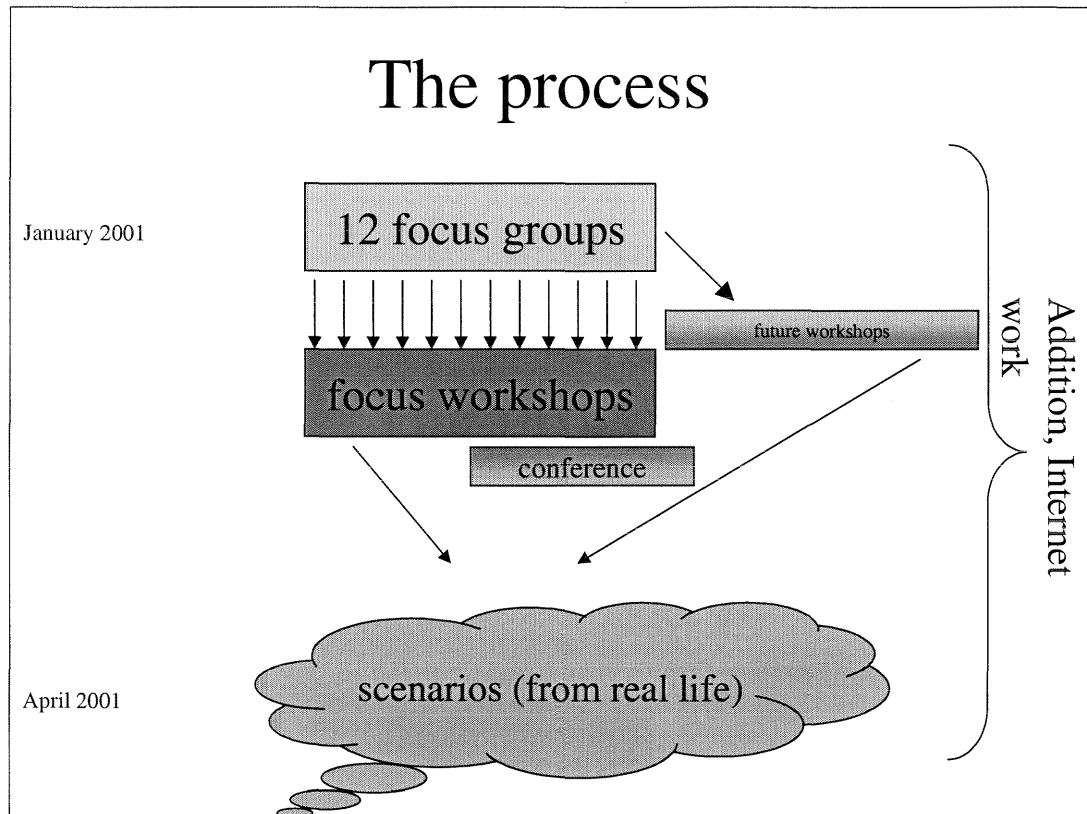 The process
January 2001
12 focus groups
future workshops
focus workshops
conference
Addition, Internet
work
scenarios (from real life)
April 2001